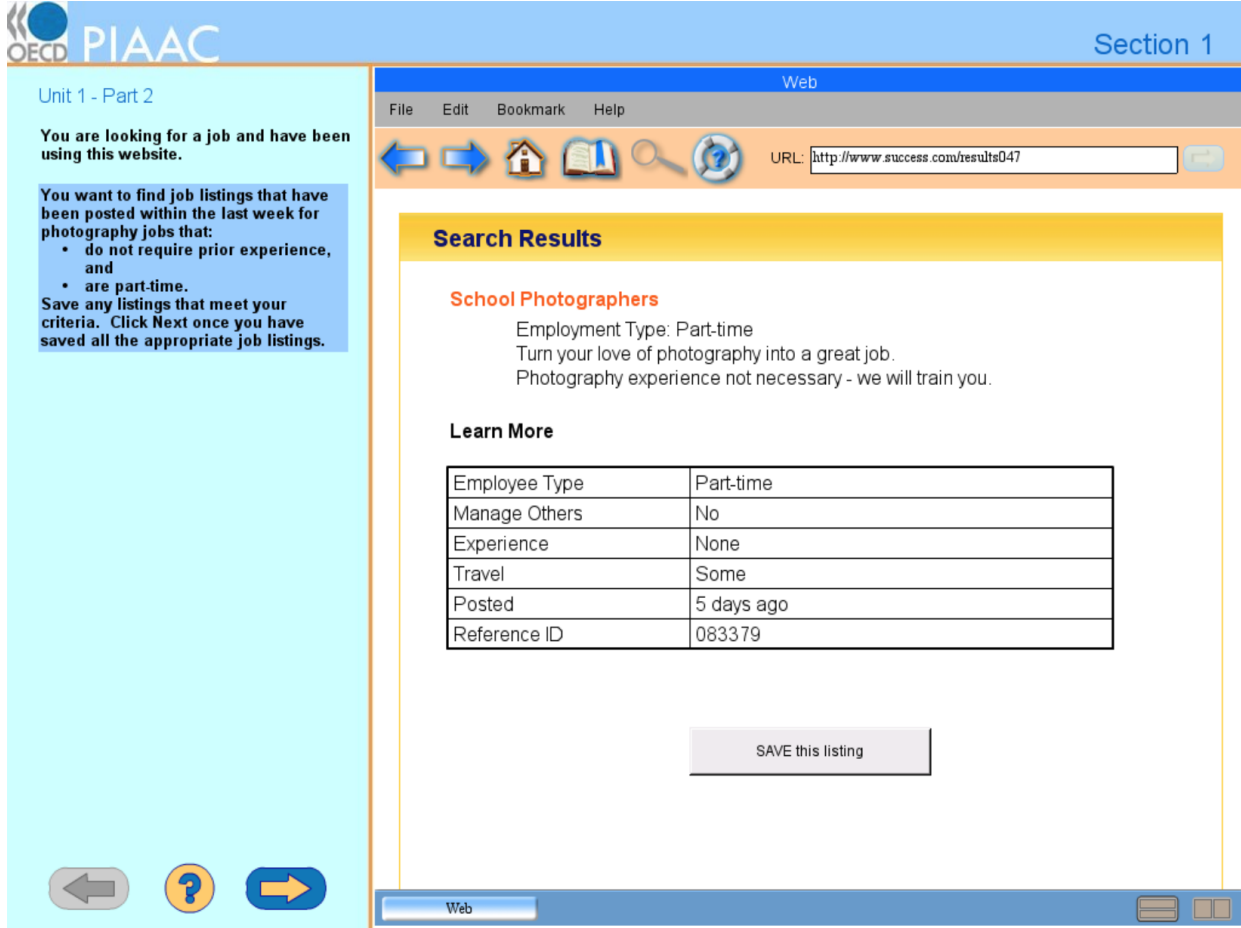 OECD PIAAC
Section 1
Unit 1 - Part 2
You are looking for a job and have been
using this website.
You want to find job listings that have
been posted within the last week for
photography jobs that:
• do not require prior experience,
and
• are part-time.
Save any listings that meet your
criteria. Click Next once you have
saved all the appropriate job listings.
Web
File Edit Bookmark Help
URL: http://www.success.com/results047
Search Results
School Photographers
Employment Type: Part-time
Turn your love of photography into a great job.
Photography experience not necessary - we will train you.
Learn More
Employee Type Part-time
Manage Others No
Experience None
Travel Some
Posted 5 days ago
Reference ID 083379
SAVE this listing
?
Web